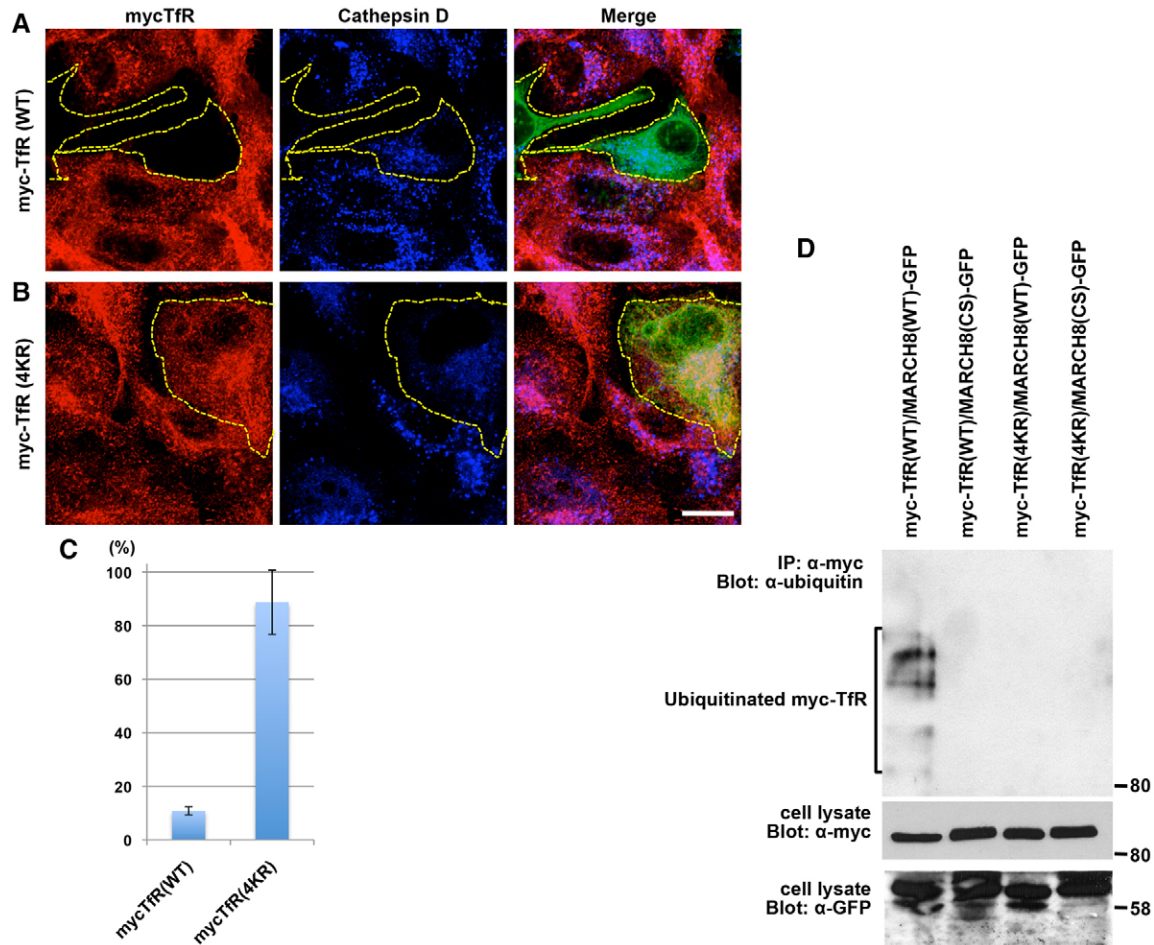 A
mycTfR
Cathepsin D
Merge
myc-TfR (WT)
B
myc-TfR (4KR)
C
(%)
100
80
60
40
20
0
mycTfR(WT)
mycTfR(4KR)
D
myc-TfR(WT)/MARCH8(WT)-GFP
myc-TfR(WT)/MARCH8(CS)-GFP
myc-TfR(4KR)/MARCH8(WT)-GFP
myc-TfR(4KR)/MARCH8(CS)-GFP
IP: α-myc
Blot: α-ubiquitin
Ubiquitinated myc-TfR
80
cell lysate
Blot: α-myc
80
cell lysate
Blot: α-GFP
58